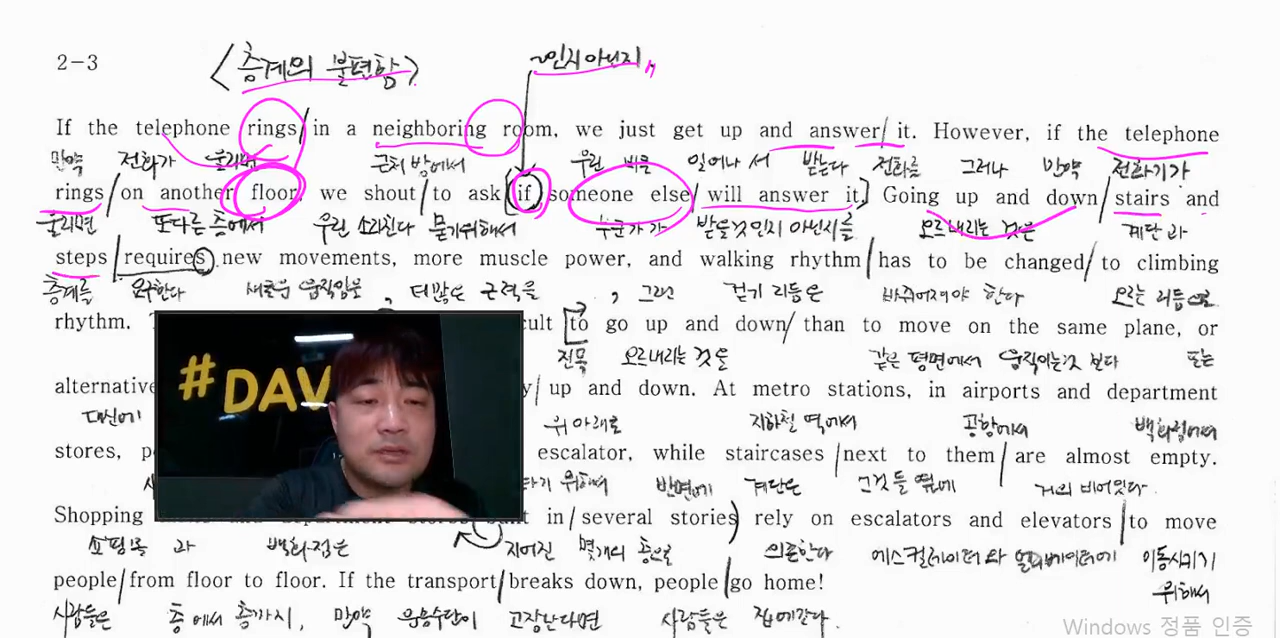 2-3 <층계의 불편함> ~인지 아닌지
If the telephone rings/in a neighboring room, we just get up and answer/it. However, if the telephone
만약 전화가 울리면 근처 방에서 우린 바로 일어나서 받는다 전화를 그러나 만약 전화기가
rings/on another floor, we shout/to ask[if someone else/will answer it.] Going up and down/stairs and
울리면 또다른 층에서 우린 소리친다 묻기위해서 누군가가 받을것인지 아닌지를 오르내리는 것은 계단과
steps/requires new movements, more muscle power, and walking rhythm/has to be changed/to climbing
층계를 요구한다 새로운 움직임을, 더많은 근력을, 그리고 걷기 리듬은 바뀌어져야 한다 오르는 리듬으로
rhythm. to go up and down/than to move on the same plane, or
진목 오르내리는 것을 같은 평면에서 움직이는것 보다 또는
alternative up and down. At metro stations, in airports and department
대신에 위 아래로 지하철 역에서 공항에서 백화점에서
stores, escalator, while staircases/next to them/are almost empty.
타기 위해서 반면에 계단은 그것들 옆에 거의 비어있다.
Shopping in/several stories) rely on escalators and elevators/to move
쇼핑몰과 백화점은 지어진 몇개의 층으로 의존한다 에스컬레이터와 엘리베이터에 이동시키기 위해서
people/from floor to floor. If the transport/breaks down, people/go home!
사람들은 층에서 층까지, 만약 운송수단이 고장난다면 사람들은 집에간다.
#DAV
Windows 정품 인증